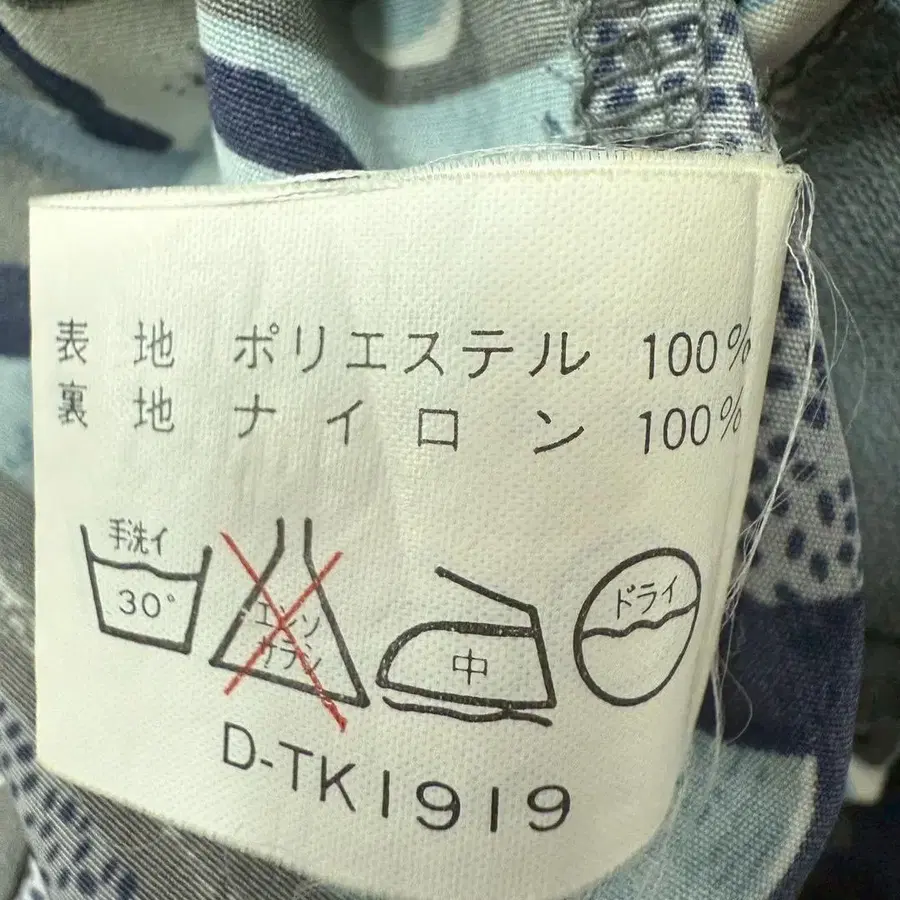 表地 ポリエステル 100%
裏地 ナイロン 100%
手洗イ
30°
エンソ
サラシ
中
ドライ
D-TK1919